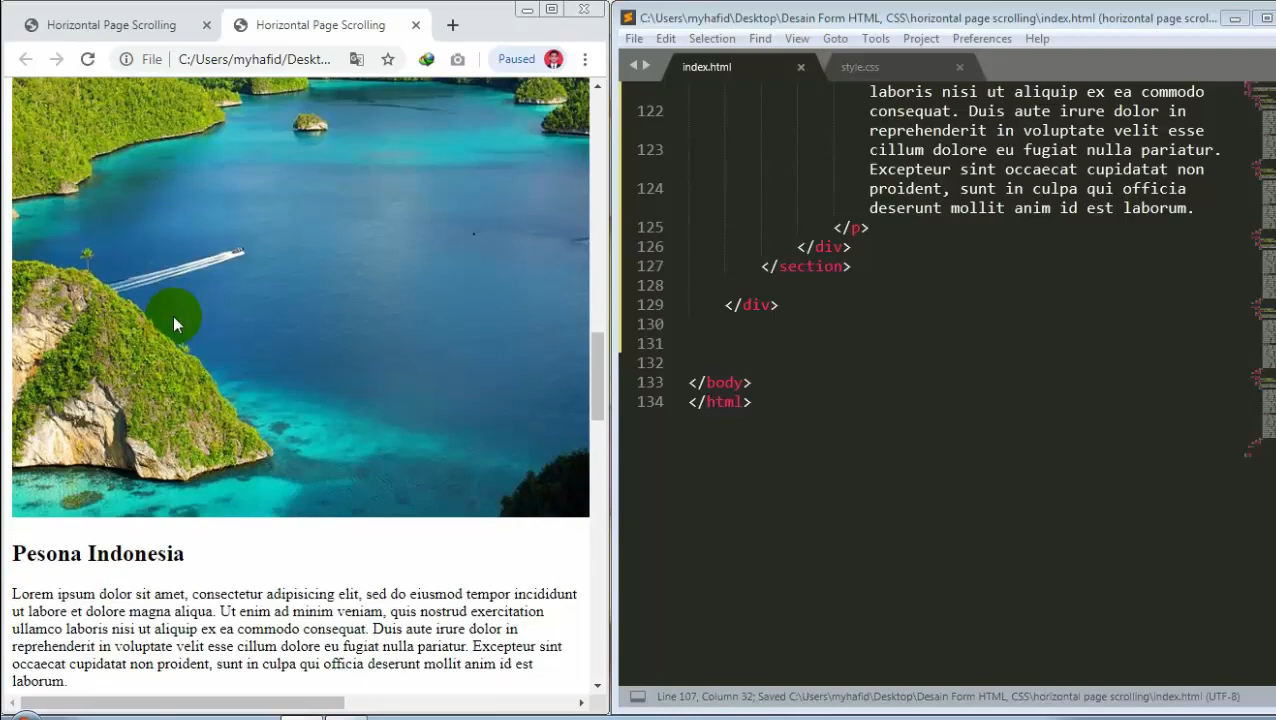 Horizontal Page Scrolling
Horizontal Page Scrolling
File C:/Users/myhafid/Deskt...
Paused
Pesona Indonesia
Lorem ipsum dolor sit amet, consectetur adipisicing elit, sed do eiusmod tempor incididunt
ut labore et dolore magna aliqua. Ut enim ad minim veniam, quis nostrud exercitation
ullamco laboris nisi ut aliquip ex ea commodo consequat. Duis aute irure dolor in
reprehenderit in voluptate velit esse cillum dolore eu fugiat nulla pariatur. Excepteur sint
occaecat cupidatat non proident, sunt in culpa qui officia deserunt mollit anim id est
laborum.
C:\Users\myhafid\Desktop\Desain Form HTML, CSS\horizontal page scrolling\index.html (horizontal page scrol...
File Edit Selection Find View Goto Tools Project Preferences Help
index.html style.css
laboris nisi ut aliquip ex ea commodo
122 consequat. Duis aute irure dolor in
reprehenderit in voluptate velit esse
123 cillum dolore eu fugiat nulla pariatur.
Excepteur sint occaecat cupidatat non
124 proident, sunt in culpa qui officia
deserunt mollit anim id est laborum.
125 </p>
126 </div>
127 </section>
128
129 </div>
130
131
132
133 </body>
134 </html>
Line 107, Column 32; Saved C:\Users\myhafid\Desktop\Desain Form HTML, CSS\horizontal page scrolling\index.html (UTF-8)